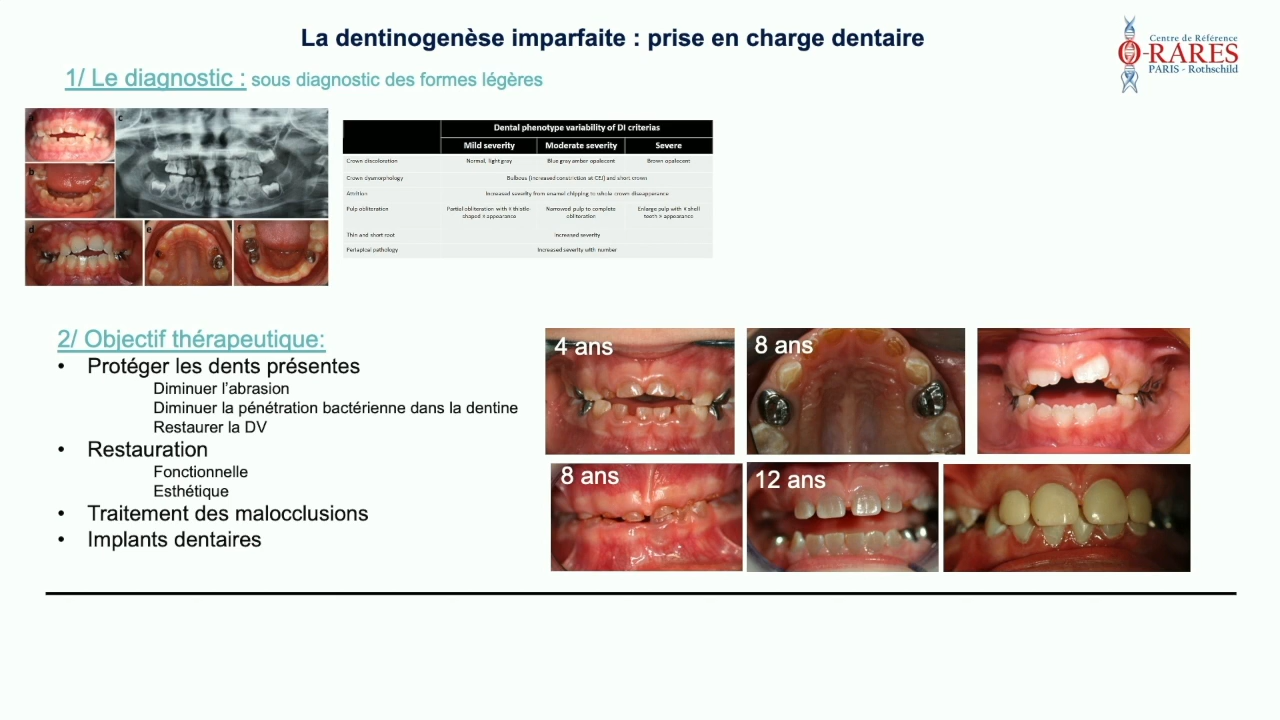 La dentinogenèse imparfaite : prise en charge dentaire
Centre de Référence
O-RARES
PARIS - Rothschild
1/ Le diagnostic : sous diagnostic des formes légères
a
b
c
d
e
f
Dental phenotype variability of DI criterias
Mild severity Moderate severity Severe
Crown discoloration Normal, light gray Blue gray amber opalescent Brown opalescent
Crown dysmorphology Bulbous (increased constriction at CEJ) and short crown
Attrition Increased severity from enamel chipping to whole crown disappearance
Pulp obliteration Partial obliteration with « thistle shaped » appearance Narrowed pulp to complete obliteration Enlarge pulp with « shell teeth » appearance
Thin and short root Increased severity
Periapical pathology Increased severity with number
2/ Objectif thérapeutique:
• Protéger les dents présentes
Diminuer l'abrasion
Diminuer la pénétration bactérienne dans la dentine
Restaurer la DV
• Restauration
Fonctionnelle
Esthétique
• Traitement des malocclusions
• Implants dentaires
4 ans
8 ans
8 ans
12 ans